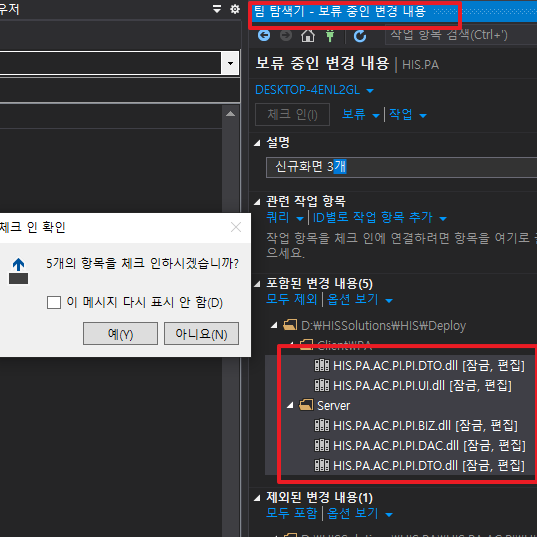 우저
팀 탐색기 - 보류 중인 변경 내용
작업 항목 검색(Ctrl+')
보류 중인 변경 내용 | HIS.PA
DESKTOP-4ENL2GL
체크 인(I) 보류 작업
설명
신규화면 3개
관련 작업 항목
쿼리 ID별로 작업 항목 추가
작업 항목을 체크 인에 연결하려면 항목을 여기로
으세요.
체크 인 확인
5개의 항목을 체크 인하시겠습니까?
이 메시지 다시 표시 안 함(D)
예(Y) 아니요(N)
포함된 변경 내용(5)
모두 제외 | 옵션 보기
D:₩HISSolutions₩HIS₩Deploy
Client₩PA
HIS.PA.AC.PI.PI.DTO.dll [잠금, 편집]
HIS.PA.AC.PI.PI.UI.dll [잠금, 편집]
Server
HIS.PA.AC.PI.PI.BIZ.dll [잠금, 편집]
HIS.PA.AC.PI.PI.DAC.dll [잠금, 편집]
HIS.PA.AC.PI.PI.DTO.dll [잠금, 편집]
제외된 변경 내용(1)
모두 포함 | 옵션 보기